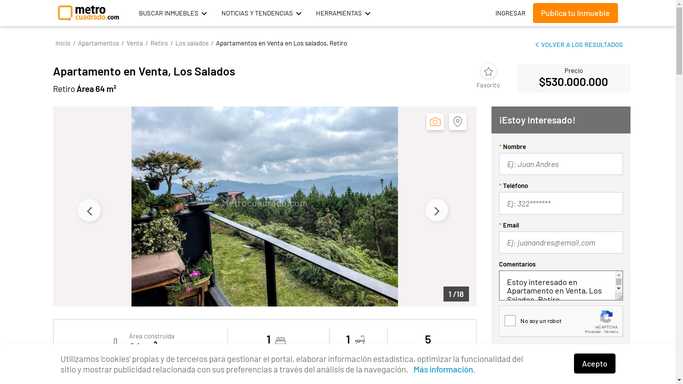 metro
cuadrado.com
BUSCAR INMUEBLES
NOTICIAS Y TENDENCIAS
HERRAMIENTAS
INGRESAR
Publica tu Inmueble
Inicio / Apartamentos / Venta / Retiro / Los salados / Apartamentos en Venta en Los salados, Retiro
< VOLVER A LOS RESULTADOS
Apartamento en Venta, Los Salados
Retiro Área 64 m²
Favorito
Precio
$530.000.000
metrocuadrado.com
1 /18
¡Estoy Interesado!
* Nombre
Ej: Juan Andres
* Teléfono
Ej: 322*******
* Email
Ej: juanandres@email.com
Comentarios
Estoy interesado en
Apartamento en Venta, Los
Salados, Retiro
No soy un robot
reCAPTCHA
Privacidad - Términos
Área construida
1
1
5
Utilizamos 'cookies' propias y de terceros para gestionar el portal, elaborar información estadística, optimizar la funcionalidad del
sitio y mostrar publicidad relacionada con sus preferencias a través del análisis de la navegación. Más información.
Acepto